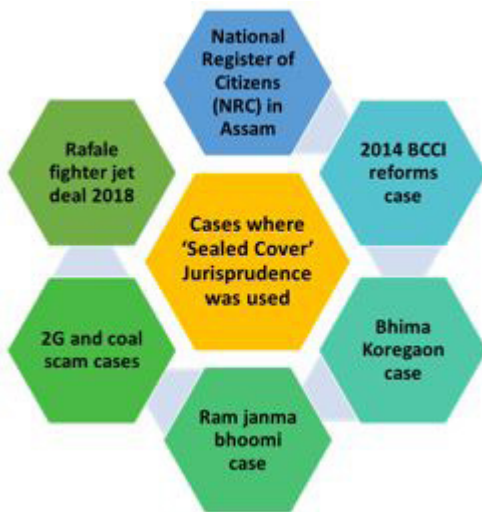 National
Register of
Citizens
(NRC) in
Assam
Rafale
fighter jet
deal 2018
2014 BCCI
reforms
case
Cases where
‘Sealed Cover’
Jurisprudence
was used
2G and coal
scam cases
Bhima
Koregaon
case
Ram janma
bhoomi
case